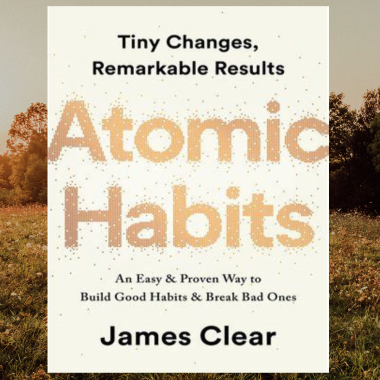 Tiny Changes,
Remarkable Results
Atomic
Habits
An Easy & Proven Way to
Build Good Habits & Break Bad Ones
James Clear